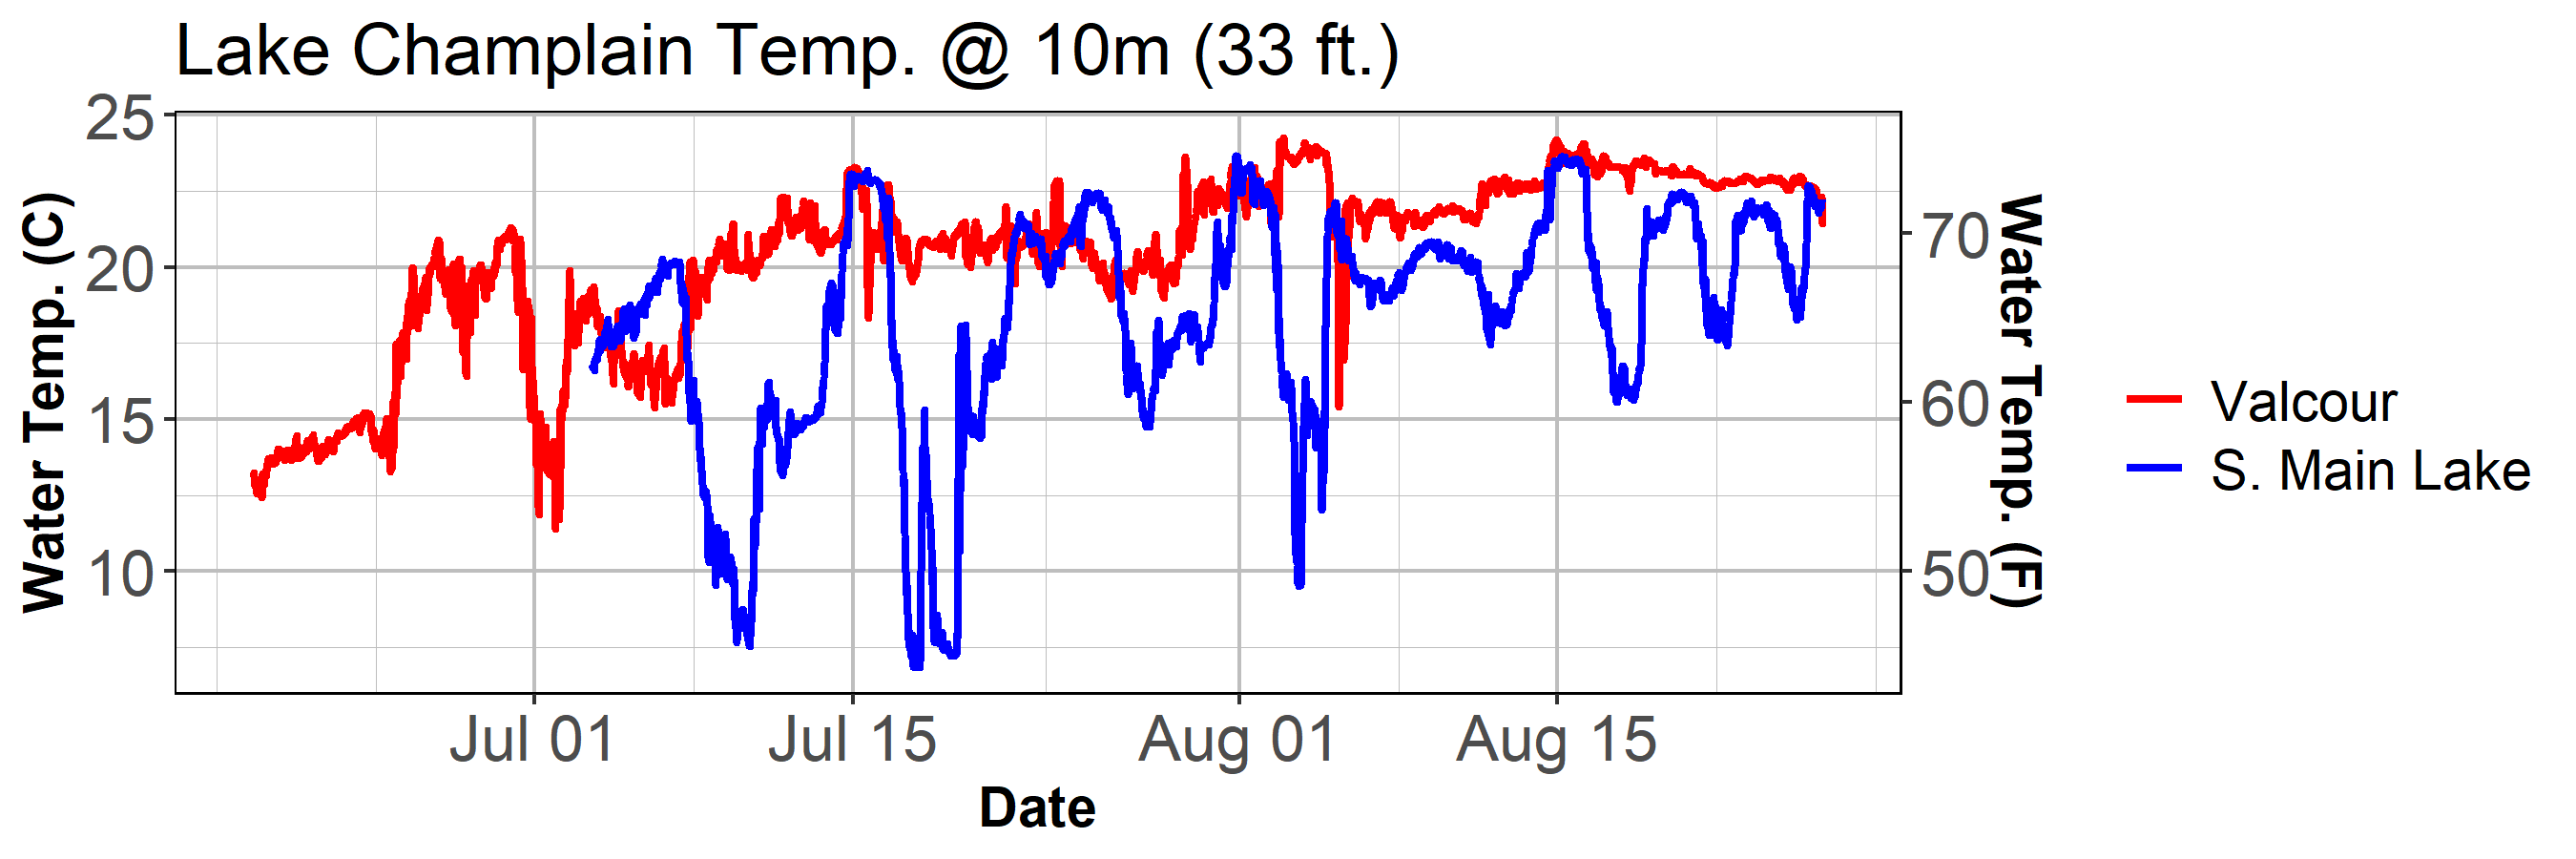 Lake Champlain Temp. @ 10m (33 ft.)
Water Temp. (C)
25
20
15
10
70
60
50
Water Temp. (F)
Jul 01
Jul 15
Aug 01
Aug 15
Date
Valcour
S. Main Lake